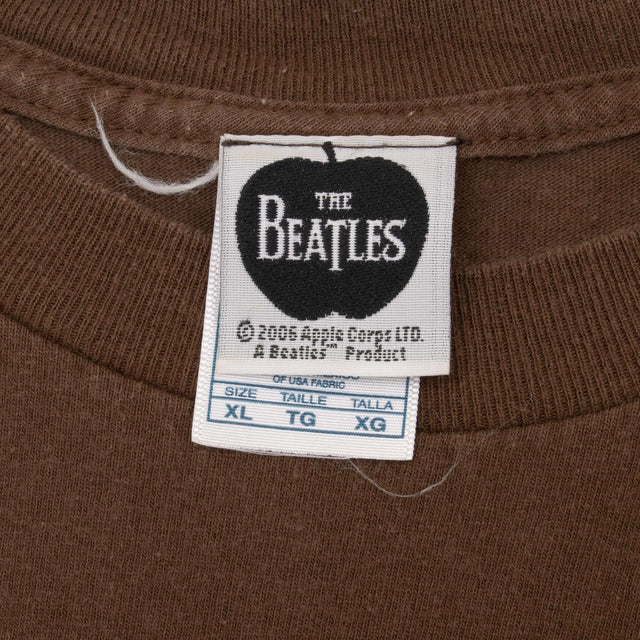 THE
BEATLES
© 2006 Apple Corps LTD.
A Beatles™ Product
OF USA FABRIC
SIZE TAILLE TALLA
XL TG XG